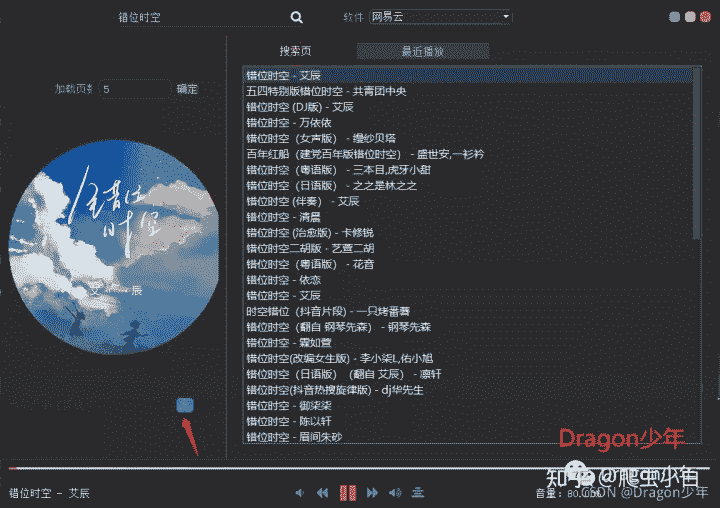 错位时空
软件 网易云
搜索页
最近播放
加载页数 5 确定
错位时空 - 艾辰
五四特别版错位时空 - 共青团中央
错位时空 (DJ版) - 艾辰
错位时空 - 万依依
错位时空（女声版） - 缦纱贝塔
百年红船（建党百年版错位时空） - 盛世安,一衫衿
错位时空（粤语版） - 三本目,虎牙小甜
错位时空（日语版） - 之之是林之之
错位时空 (伴奏) - 艾辰
错位时空 - 清晨
错位时空 (治愈版) - 卡修锐
错位时空二胡版 - 艺萱二胡
错位时空（粤语版） - 花音
错位时空 - 依恋
错位时空 - 艾辰
时空错位（抖音片段) - 一只烤番薯
错位时空（翻自 钢琴先森） - 钢琴先森
错位时空 - 霖如萱
错位时空(改编女生版) - 李小柒L,佑小旭
错位时空（日语版）（翻自 艾辰） - 凛轩
错位时空(抖音热搜旋律版) - dj华先生
错位时空 - 御柒柒
错位时空 - 陈以轩
错位时空 - 眉间朱砂
错位时空
艾 辰
Dragon少年
错位时空 - 艾辰
音量：80.00%
知乎 @爬虫小白
@Dragon少年
CSDN @Dragon少年